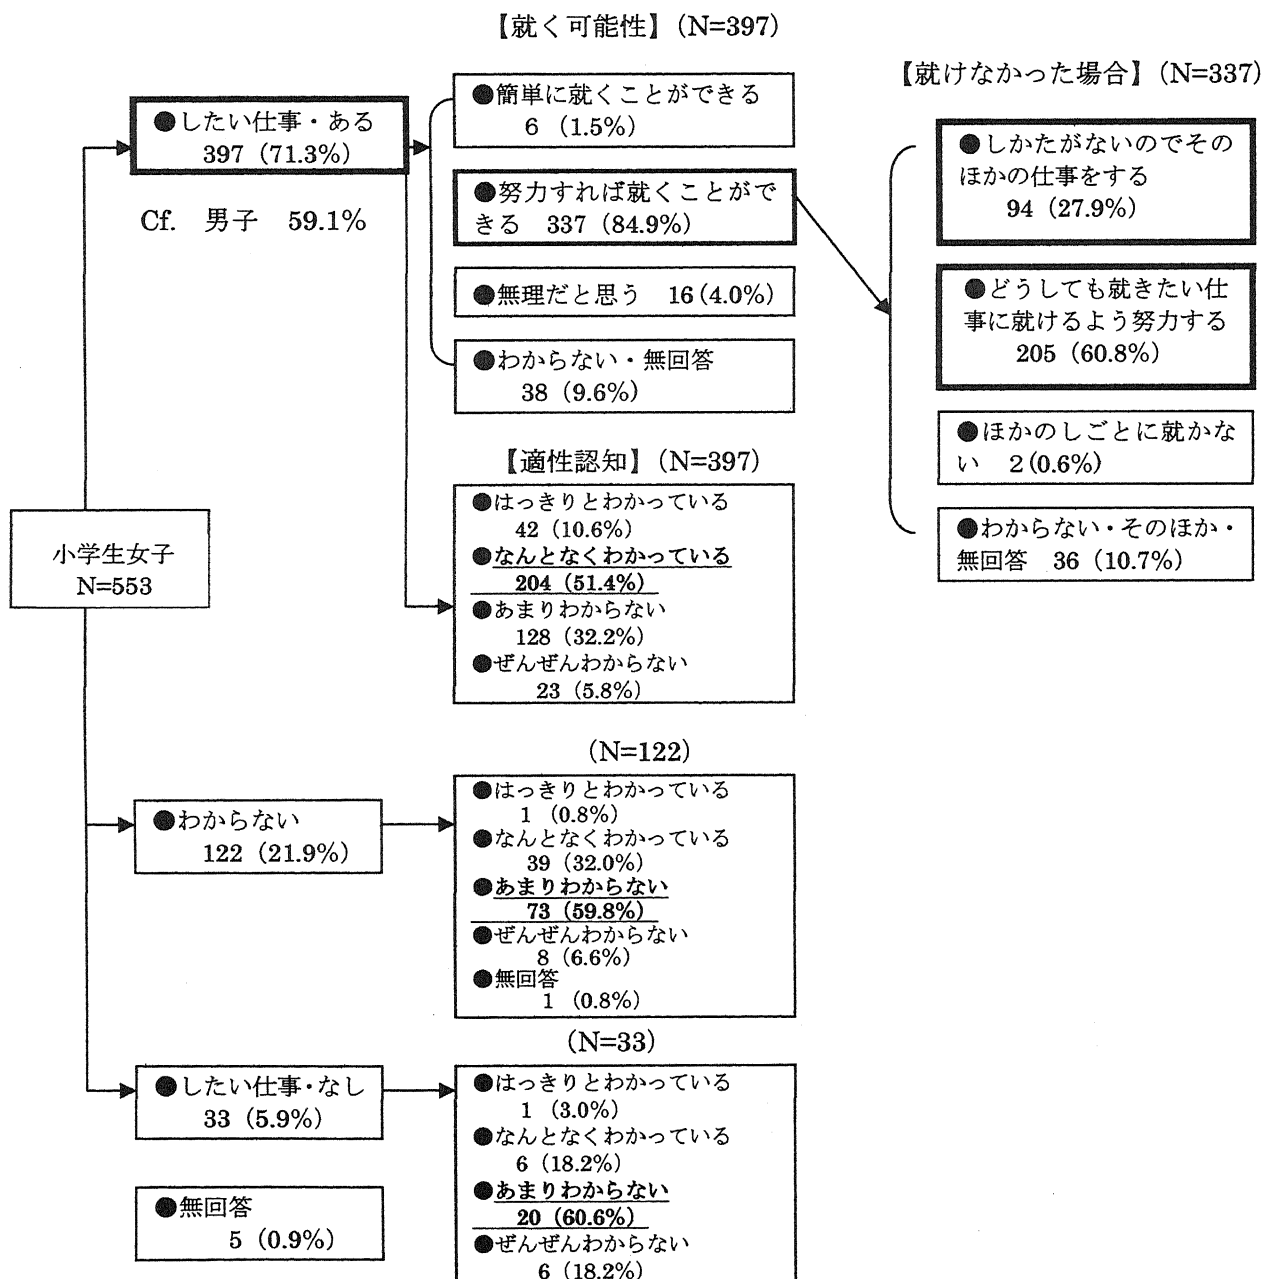 【就く可能性】(N=397)
【就けなかった場合】(N=337)
●したい仕事・ある
397 (71.3%)
Cf. 男子 59.1%
●簡単に就くことができる
6 (1.5%)
●努力すれば就くことがで
きる 337 (84.9%)
●無理だと思う 16(4.0%)
●わからない・無回答
38 (9.6%)
●しかたがないのでその
ほかの仕事をする
94 (27.9%)
●どうしても就きたい仕
事に就けるよう努力する
205 (60.8%)
●ほかのしごとに就かな
い 2(0.6%)
●わからない・そのほか・
無回答 36 (10.7%)
【適性認知】(N=397)
●はっきりとわかっている
42 (10.6%)
●なんとなくわかっている
204 (51.4%)
●あまりわからない
128 (32.2%)
●ぜんぜんわからない
23 (5.8%)
小学生女子
N=553
(N=122)
●わからない
122 (21.9%)
●はっきりとわかっている
1 (0.8%)
●なんとなくわかっている
39 (32.0%)
●あまりわからない
73 (59.8%)
●ぜんぜんわからない
8 (6.6%)
●無回答
1 (0.8%)
(N=33)
●したい仕事・なし
33 (5.9%)
●はっきりとわかっている
1 (3.0%)
●なんとなくわかっている
6 (18.2%)
●あまりわからない
20 (60.6%)
●ぜんぜんわからない
6 (18.2%)
●無回答
5 (0.9%)